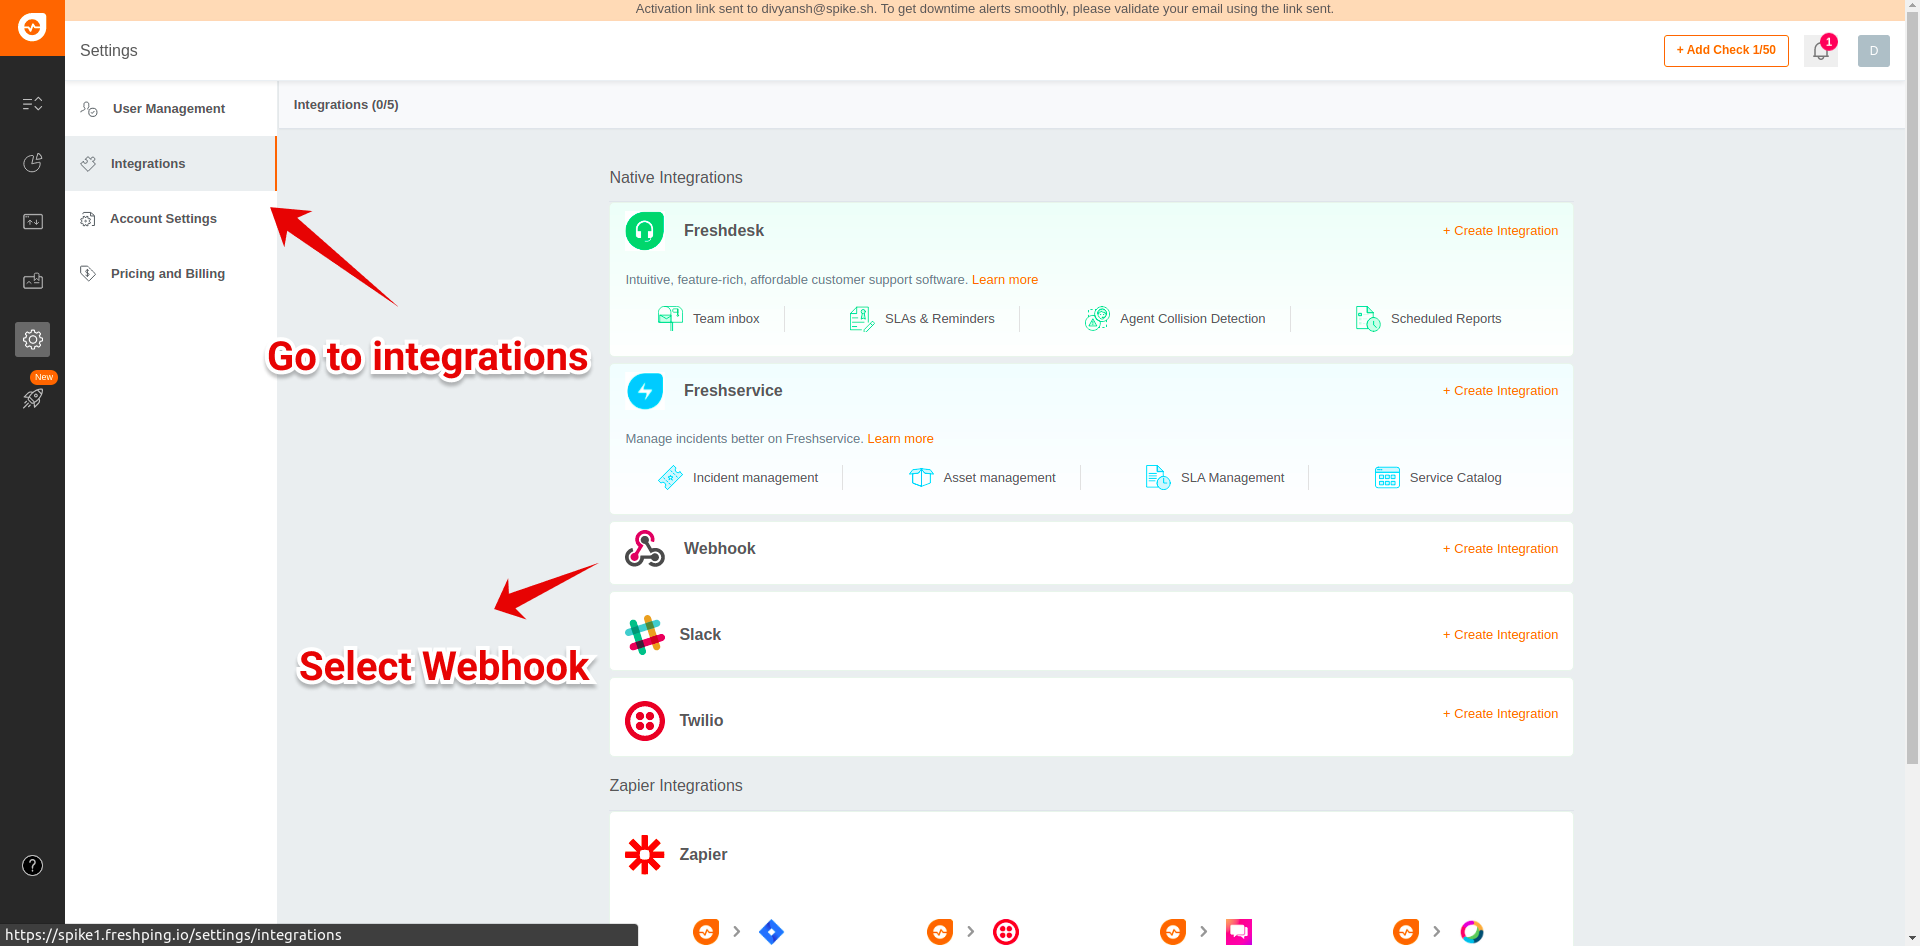 Activation link sent to divyansh@spike.sh. To get downtime alerts smoothly, please validate your email using the link sent.
Settings
+ Add Check 1/50
1
D
User Management
Integrations
Account Settings
Pricing and Billing
New
?
Integrations (0/5)
Go to integrations
Select Webhook
Native Integrations
Freshdesk
+ Create Integration
Intuitive, feature-rich, affordable customer support software. Learn more
Team inbox
SLAs & Reminders
Agent Collision Detection
Scheduled Reports
Freshservice
+ Create Integration
Manage incidents better on Freshservice. Learn more
Incident management
Asset management
SLA Management
Service Catalog
Webhook
+ Create Integration
Slack
+ Create Integration
Twilio
+ Create Integration
Zapier Integrations
Zapier
https://spike1.freshping.io/settings/integrations